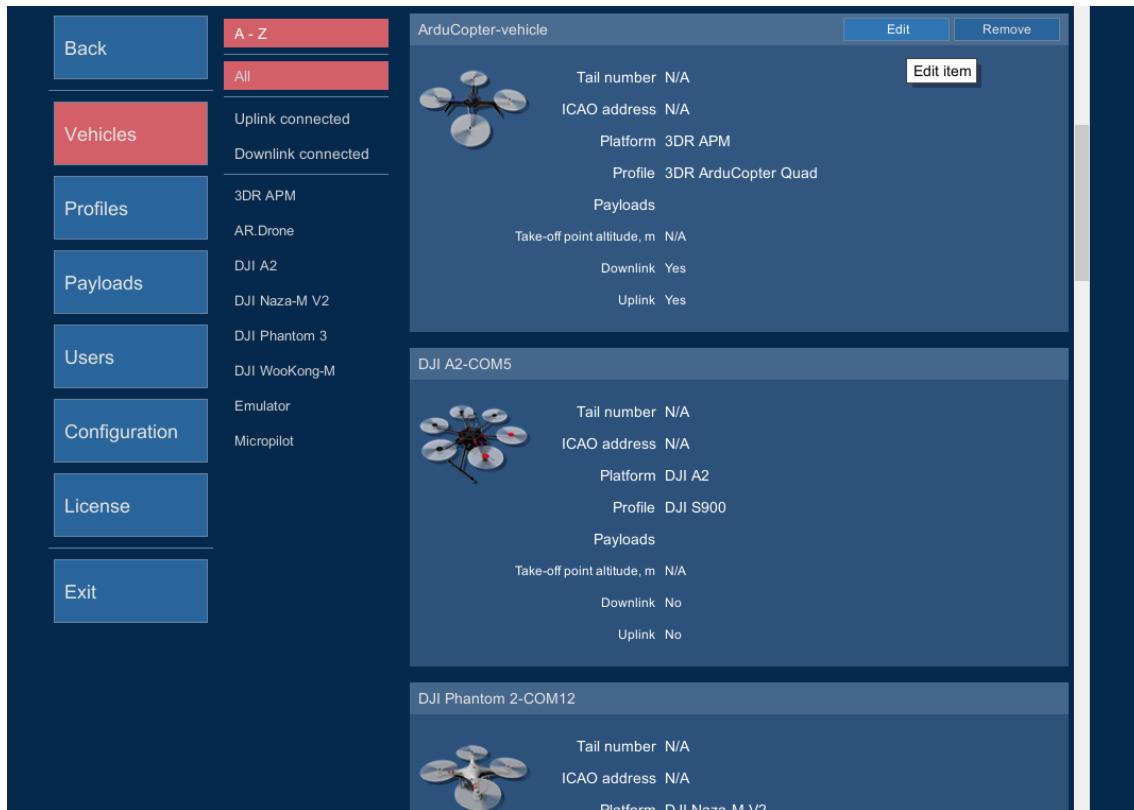 Back
Vehicles
Profiles
Payloads
Users
Configuration
License
Exit
A - Z
All
Uplink connected
Downlink connected
3DR APM
AR.Drone
DJI A2
DJI Naza-M V2
DJI Phantom 3
DJI WooKong-M
Emulator
Micropilot
ArduCopter-vehicle Edit Remove
Edit item
Tail number N/A
ICAO address N/A
Platform 3DR APM
Profile 3DR ArduCopter Quad
Payloads
Take-off point altitude, m N/A
Downlink Yes
Uplink Yes
DJI A2-COM5
Tail number N/A
ICAO address N/A
Platform DJI A2
Profile DJI S900
Payloads
Take-off point altitude, m N/A
Downlink No
Uplink No
DJI Phantom 2-COM12
Tail number N/A
ICAO address N/A
Platform DJI Naza-M V2